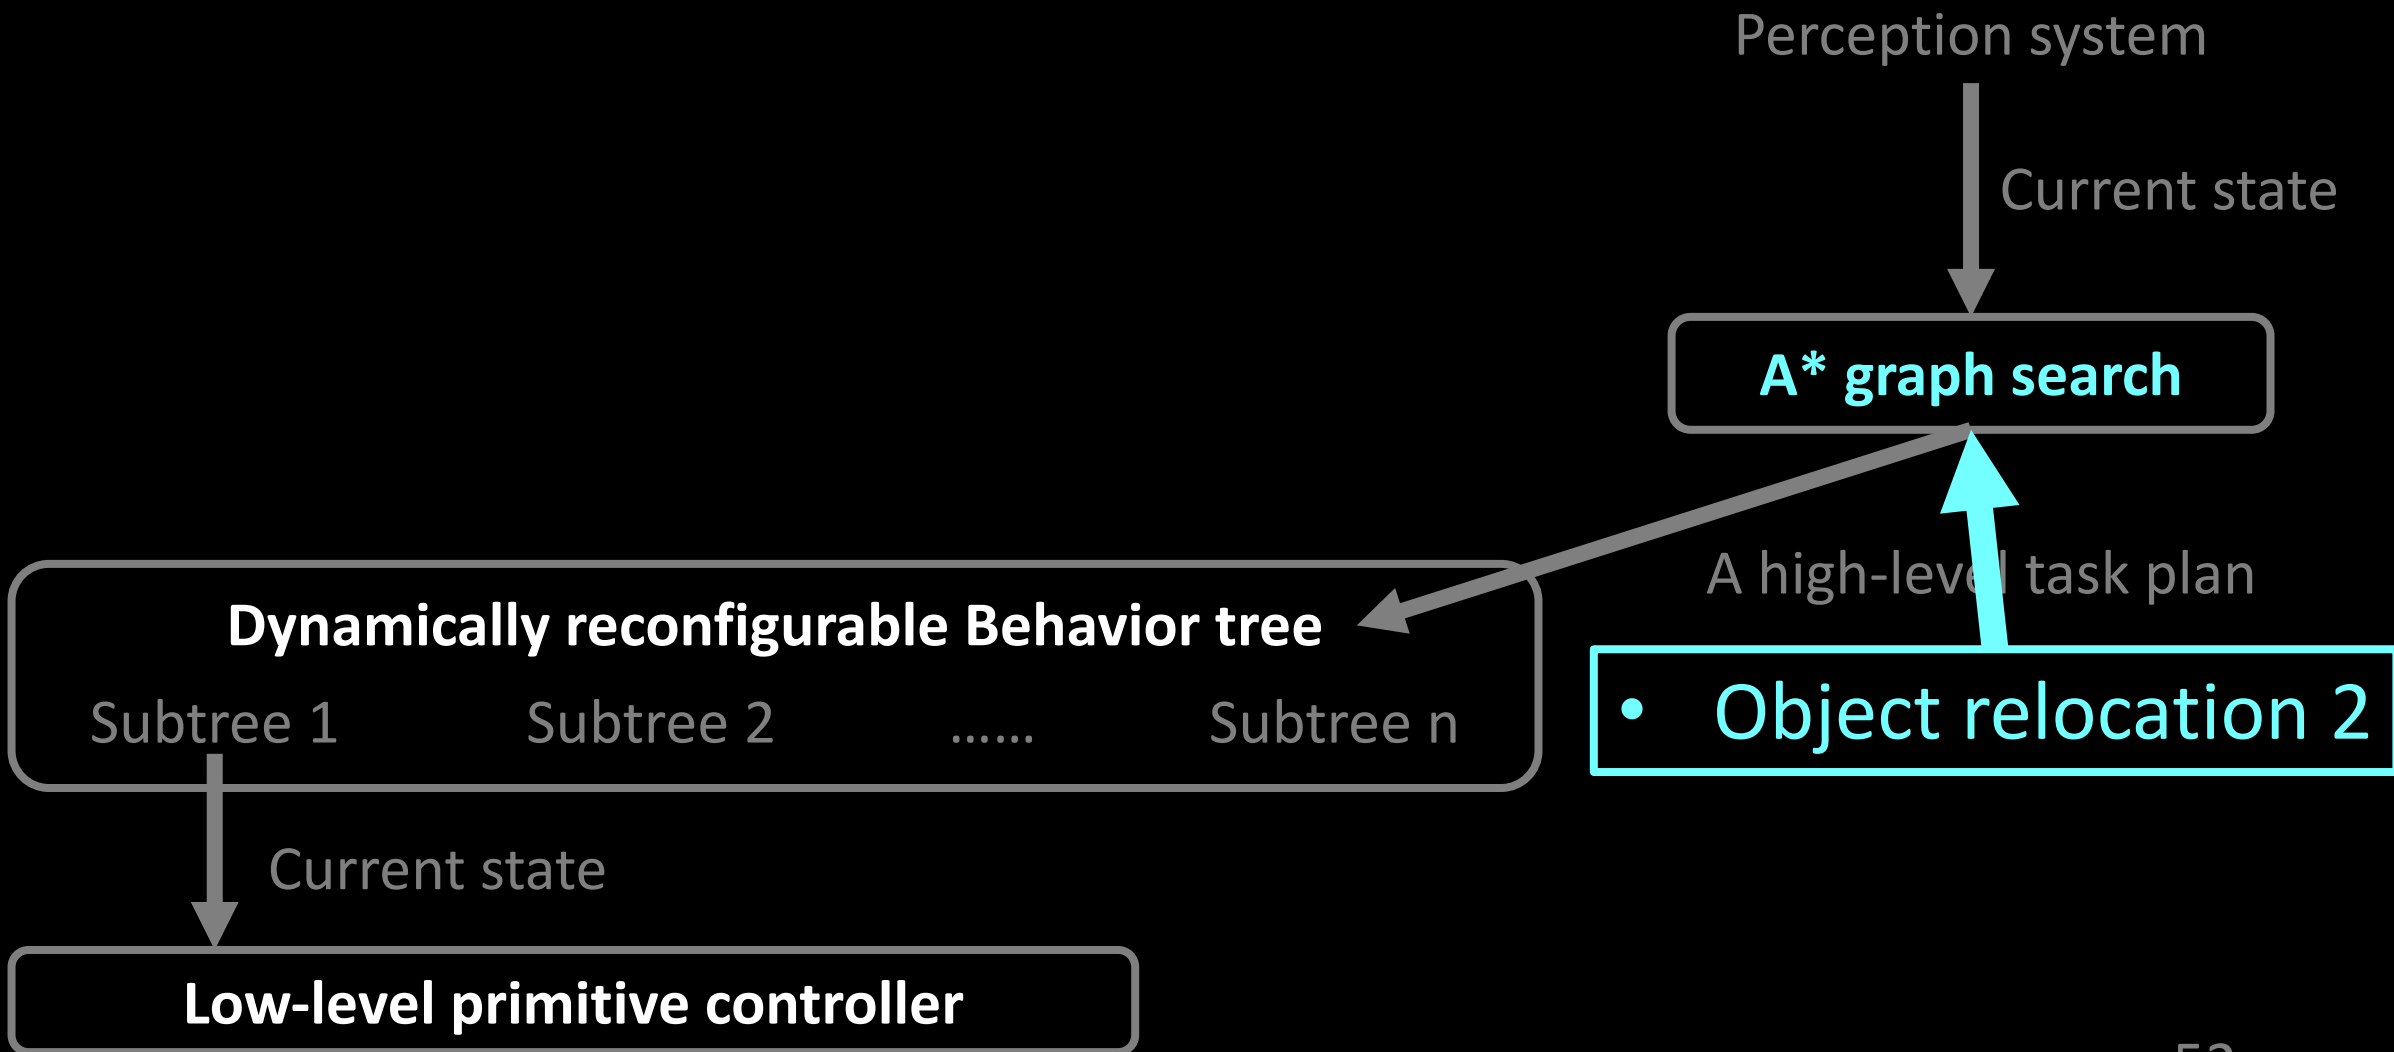 Perception system
Current state
A* graph search
A high-level task plan
Dynamically reconfigurable Behavior tree
Subtree 1 Subtree 2 ...... Subtree n
• Object relocation 2
Current state
Low-level primitive controller